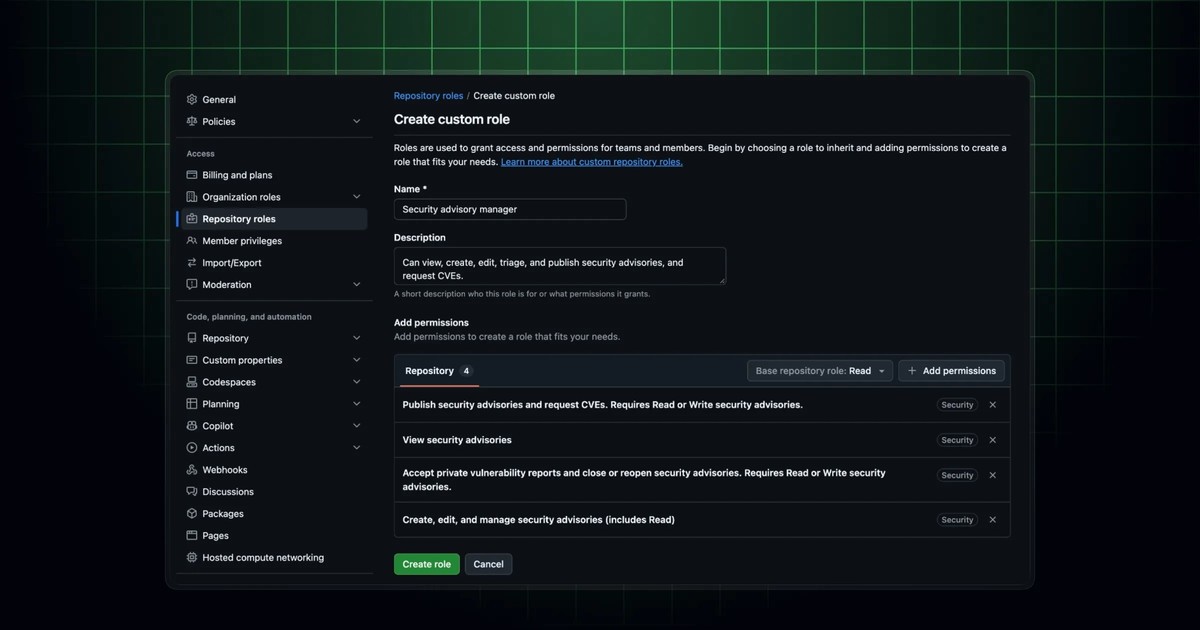 General
Policies
Access
Billing and plans
Organization roles
Repository roles
Member privileges
Import/Export
Moderation
Code, planning, and automation
Repository
Custom properties
Codespaces
Planning
Copilot
Actions
Webhooks
Discussions
Packages
Pages
Hosted compute networking
Repository roles / Create custom role
Create custom role
Roles are used to grant access and permissions for teams and members. Begin by choosing a role to inherit and adding permissions to create a
role that fits your needs. Learn more about custom repository roles.
Name *
Security advisory manager
Description
Can view, create, edit, triage, and publish security advisories, and
request CVEs.
A short description who this role is for or what permissions it grants.
Add permissions
Add permissions to create a role that fits your needs.
Repository 4 Base repository role: Read + Add permissions
Publish security advisories and request CVEs. Requires Read or Write security advisories. Security
View security advisories Security
Accept private vulnerability reports and close or reopen security advisories. Requires Read or Write security Security
advisories.
Create, edit, and manage security advisories (includes Read) Security
Create role Cancel